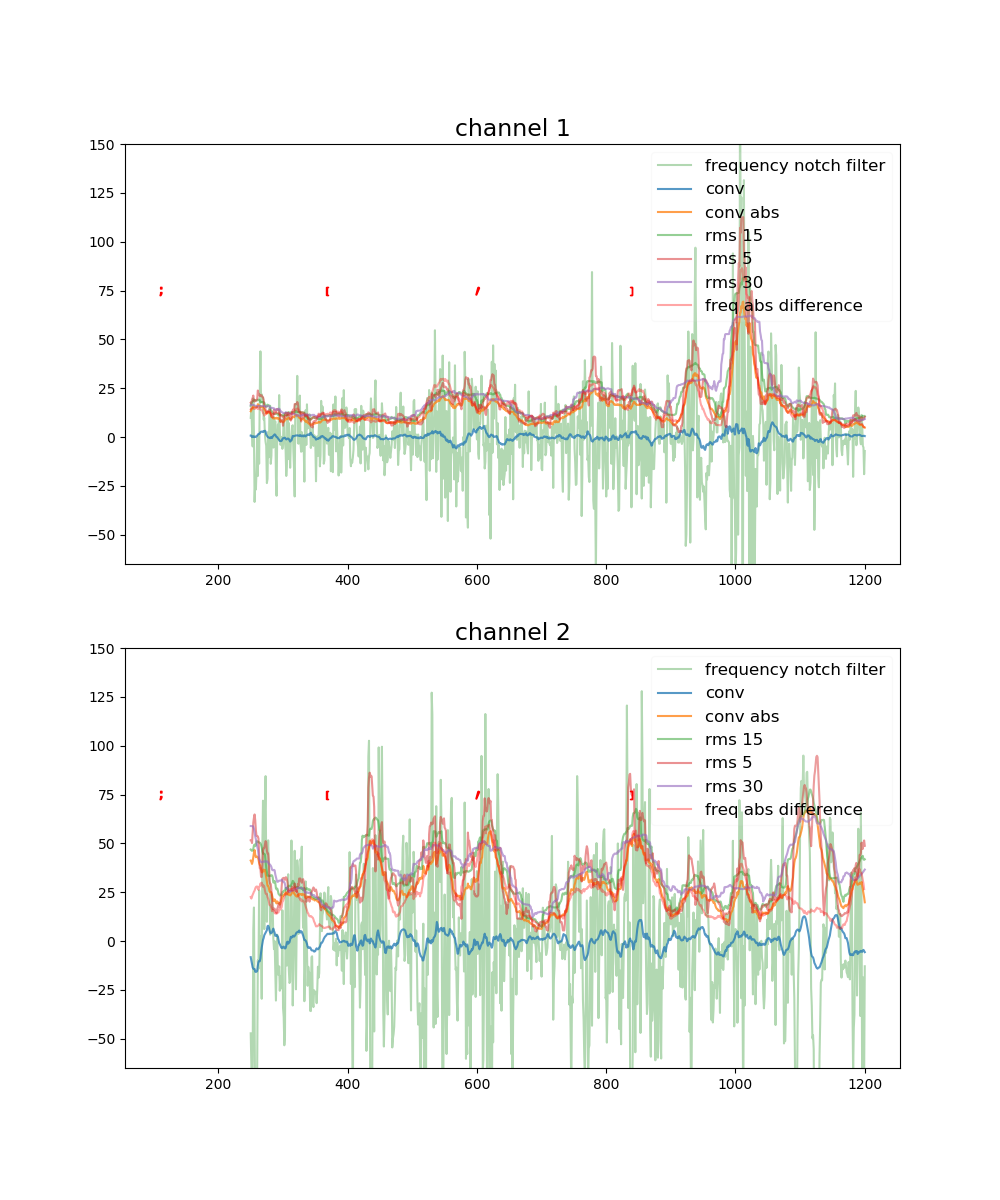 channel 1
150
125
100
75
50
25
0
−25
−50
frequency notch filter
conv
conv abs
rms 15
rms 5
rms 30
freq abs difference
; [ / ]
200 400 600 800 1000 1200
channel 2
150
125
100
75
50
25
0
−25
−50
frequency notch filter
conv
conv abs
rms 15
rms 5
rms 30
freq abs difference
; [ / ]
200 400 600 800 1000 1200